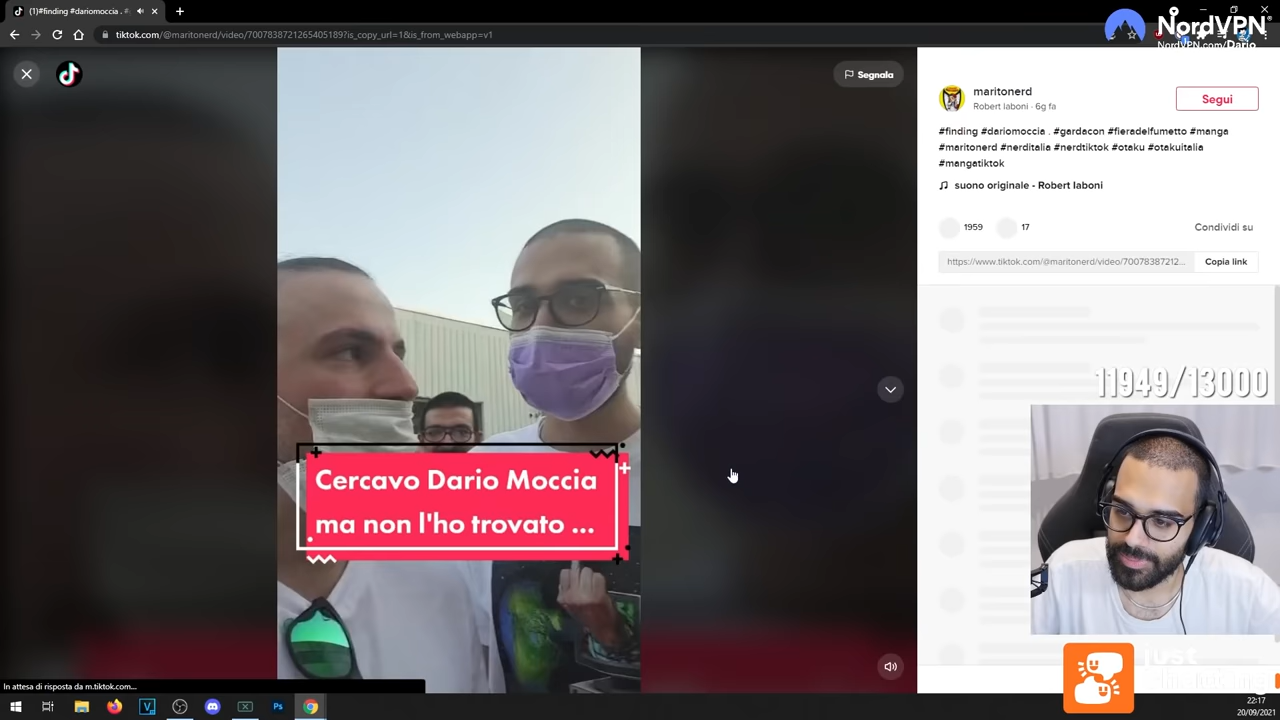 (1)#finding #dariomoccia . #
NordVPN®
NordVPN.com/Dario
tiktok.com/@maritonerd/video/7007838721265405189?is_copy_url=1&is_from_webapp=v1
Segnala
maritonerd
Robert Iaboni · 6g fa
Segui
#finding #dariomoccia . #gardacon #fieradelfumetto #manga
#maritonerd #nerditalia #nerdtiktok #otaku #otakuitalia
#mangatiktok
suono originale - Robert Iaboni
1959
17
Condividi su
https://www.tiktok.com/@maritonerd/video/70078387212...
Copia link
11949/13000
Cercavo Dario Moccia
ma non l'ho trovato ...
just
In attesa di risposta da m.tiktok.com...
Ps
22:17
20/09/2021